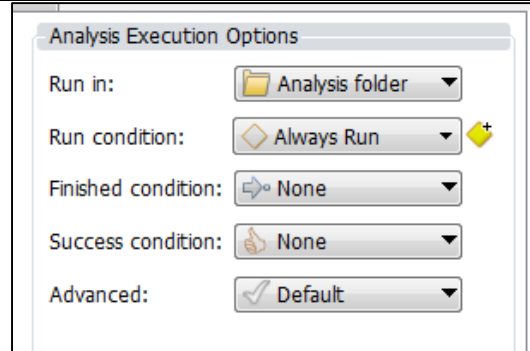 Analysis Execution Options
Run in: Analysis folder
Run condition: Always Run
Finished condition: None
Success condition: None
Advanced: Default